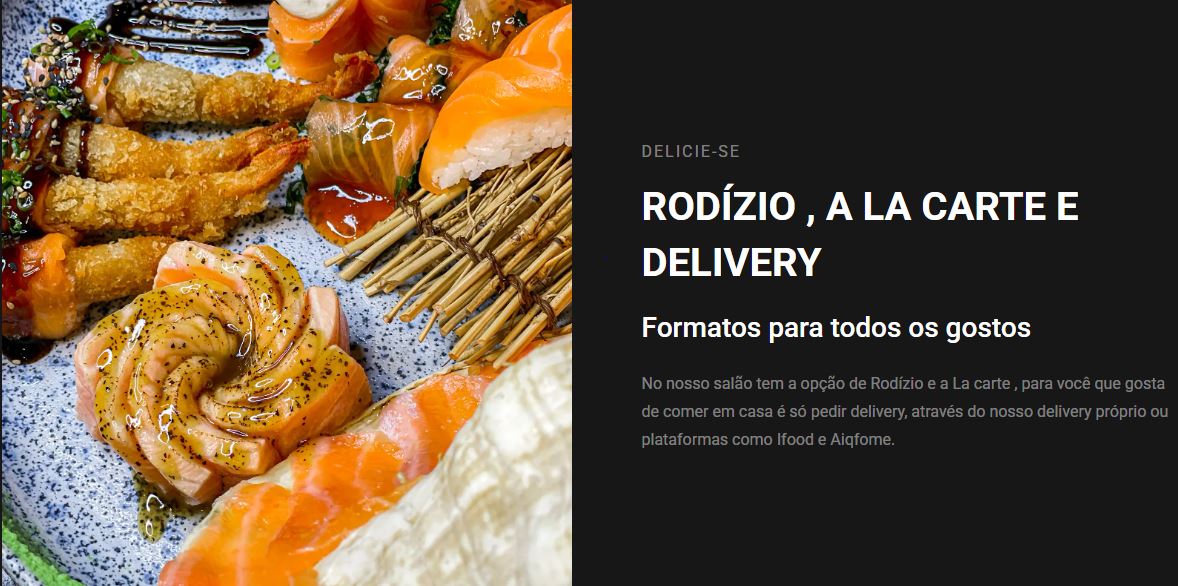 DELICIE-SE
RODÍZIO , A LA CARTE E
DELIVERY
Formatos para todos os gostos
No nosso salão tem a opção de Rodízio e a La carte , para você que gosta
de comer em casa é só pedir delivery, através do nosso delivery próprio ou
plataformas como Ifood e Aiqfome.